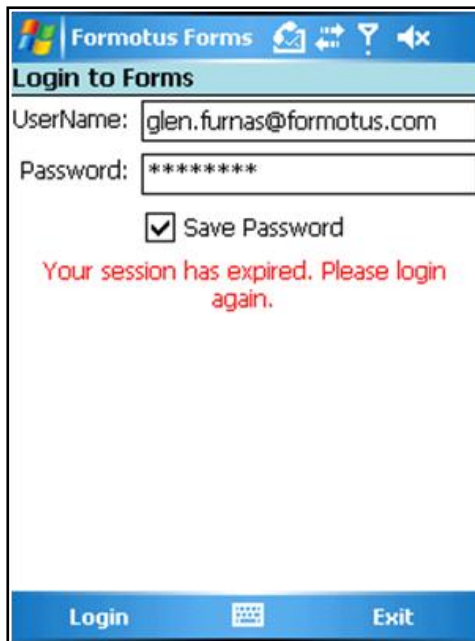 Formotus Forms
Login to Forms
UserName: glen.furnas@formotus.com
Password: ********
Save Password
Your session has expired. Please login
again.
Login Exit